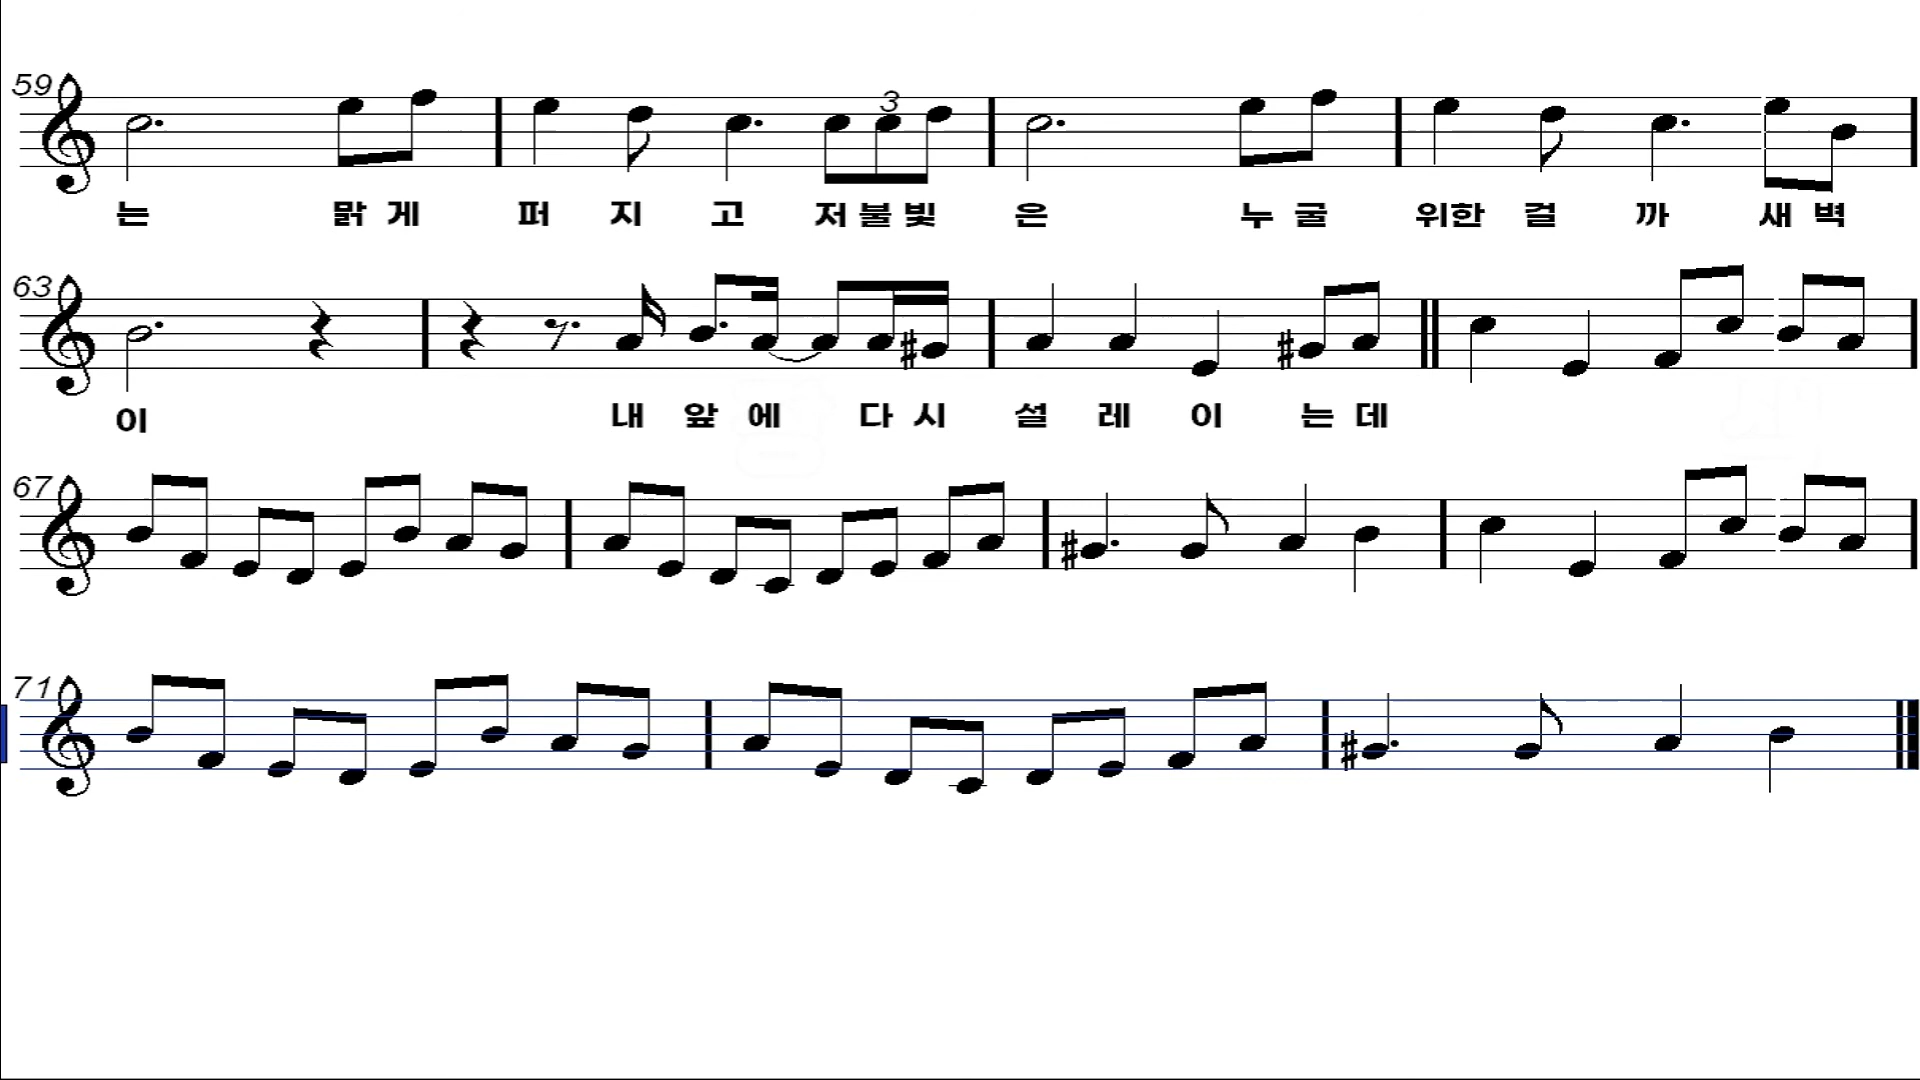 59
3
는 맑 게 퍼 지 고 저 불 빛 은 누 굴 위한 걸 까 새 벽
63
이 내 앞 에 다 시 설 레 이 는 데
67
71